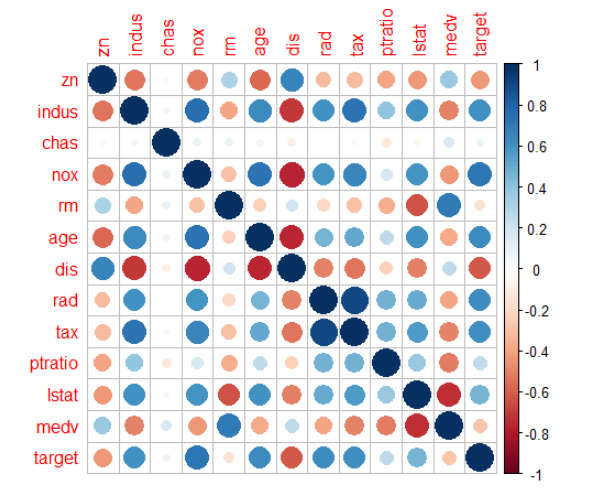 zn indus chas nox rm age dis rad tax ptratio lstat medv target
zn
indus
chas
nox
rm
age
dis
rad
tax
ptratio
lstat
medv
target
1
0.8
0.6
0.4
0.2
0
-0.2
-0.4
-0.6
-0.8
-1